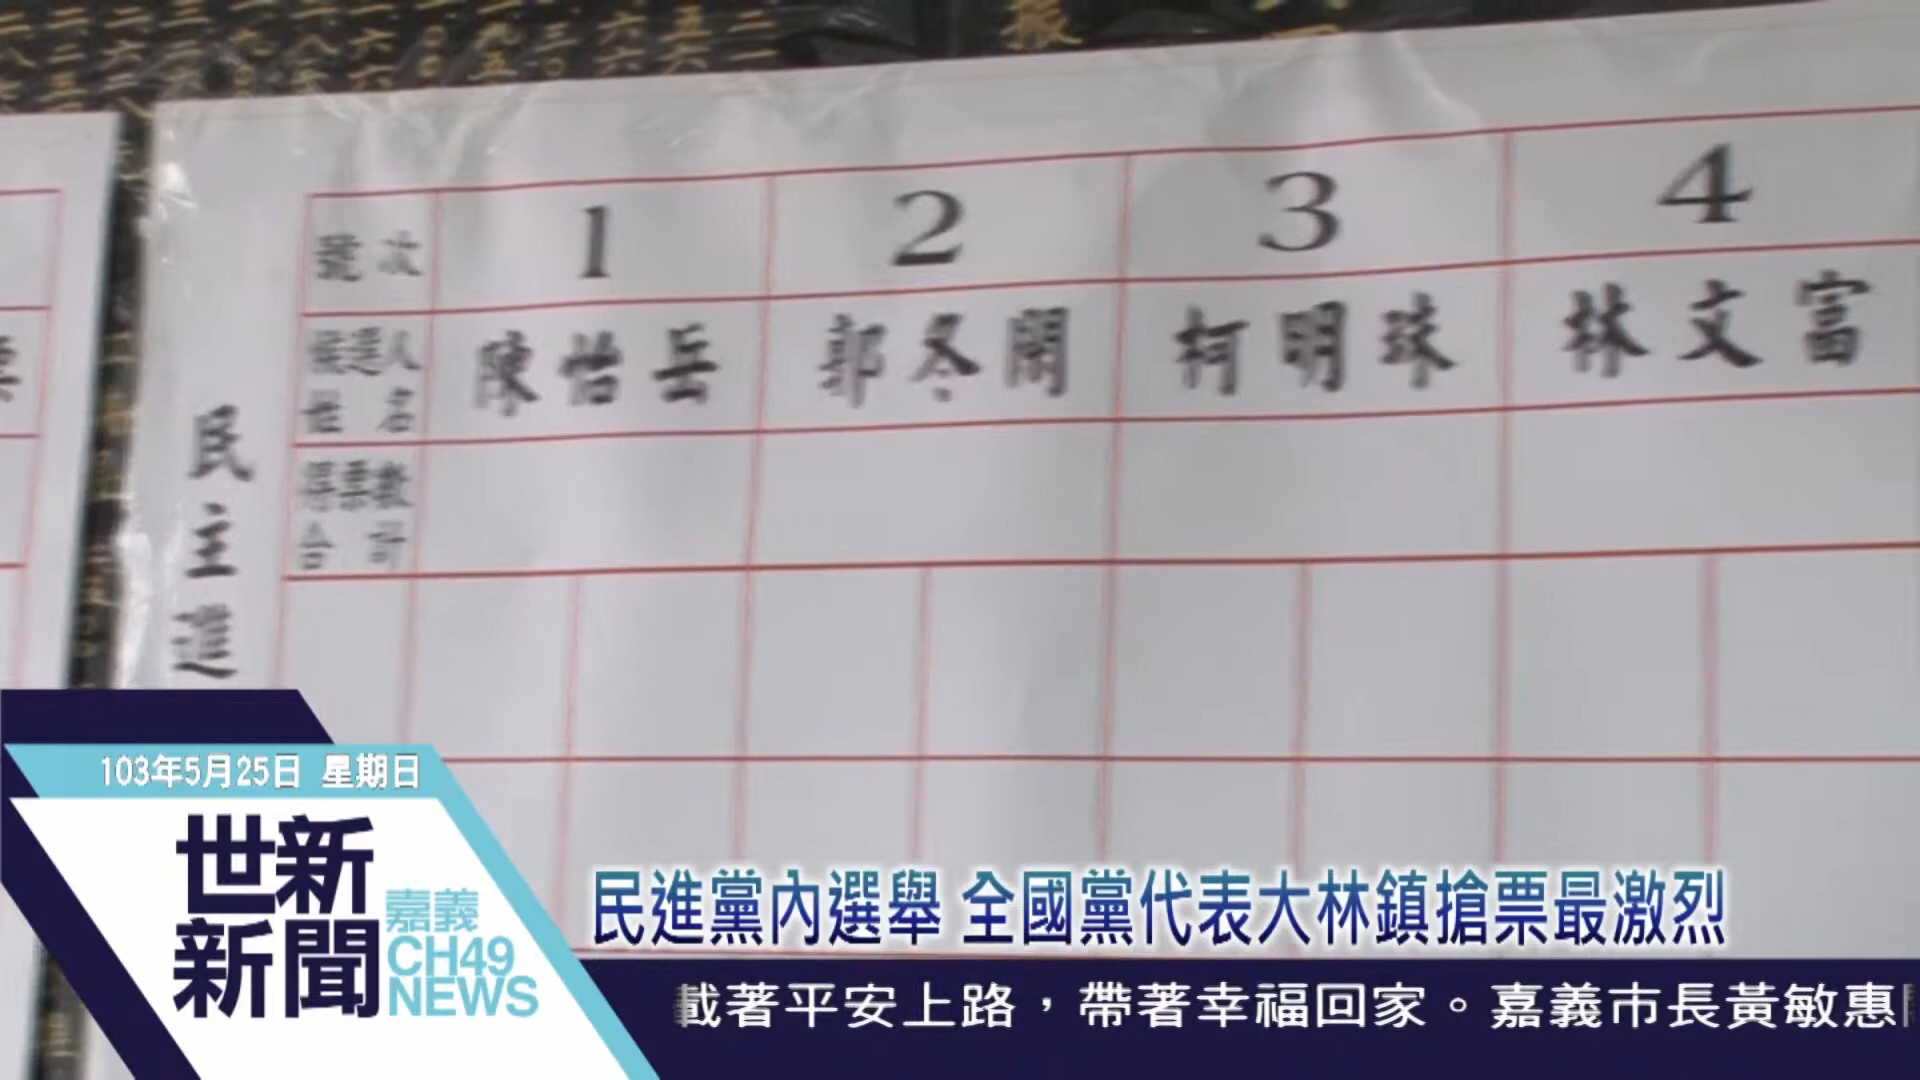 號次 1 2 3 4
候選人姓名 陳怡岳 郭冬閔 柯明珠 林文富
得票數合計
民主進
票
103年5月25日 星期日
世新新聞
嘉義
CH49
NEWS
民進黨內選舉 全國黨代表大林鎮搶票最激烈
載著平安上路，帶著幸福回家。嘉義市長黃敏惠